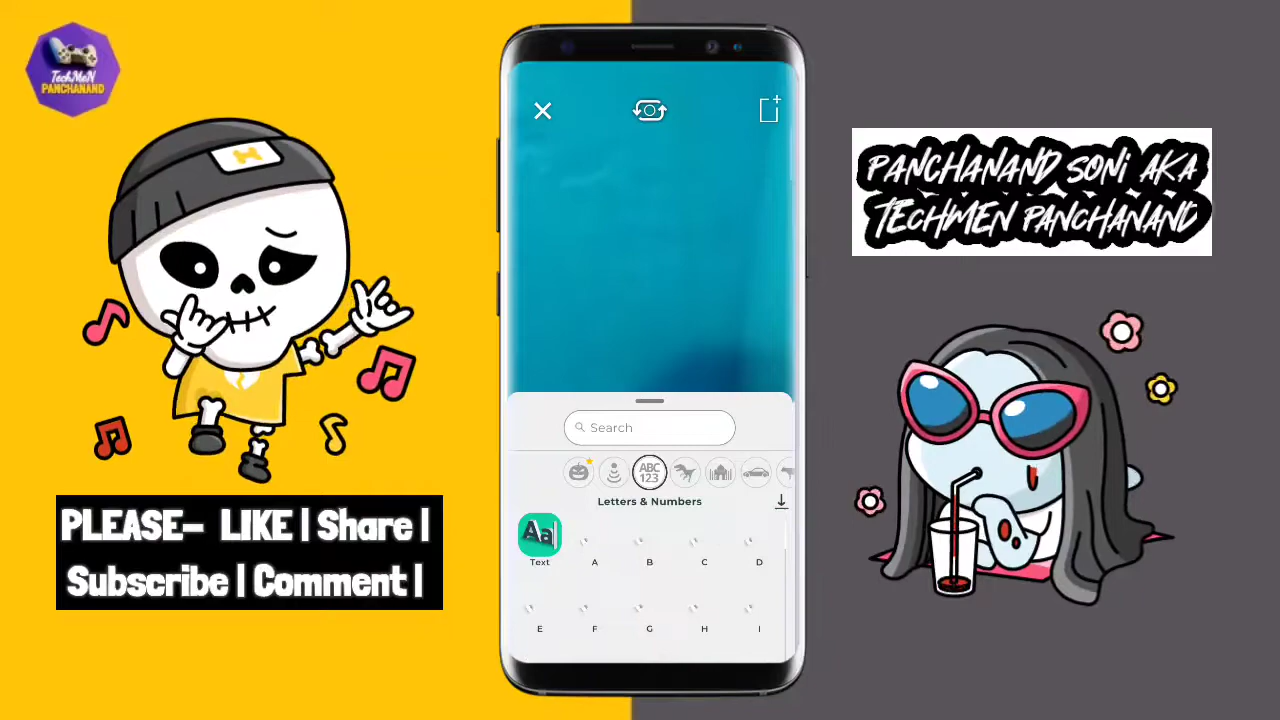 TechMeN
PANCHANAND
PANCHANAND SONI AKA
TECHMEN PANCHANAND
PLEASE- LIKE | Share |
Subscribe | Comment |
Search
ABC
123
Letters & Numbers
Aa
Text
A
B
C
D
E
F
G
H
I